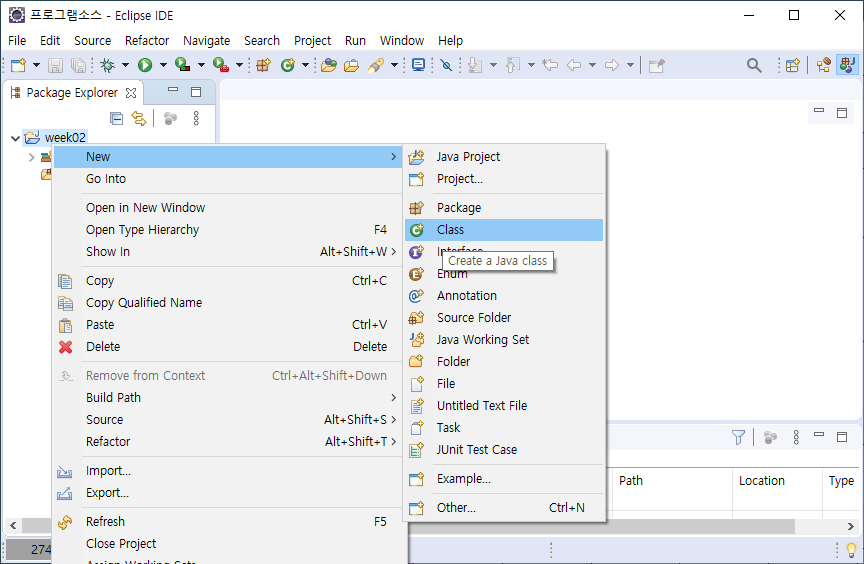 프로그램소스 - Eclipse IDE
File Edit Source Refactor Navigate Search Project Run Window Help
Package Explorer
week02
New
Go Into
Open in New Window
Open Type Hierarchy F4
Show In Alt+Shift+W
Copy Ctrl+C
Copy Qualified Name
Paste Ctrl+V
Delete Delete
Remove from Context Ctrl+Alt+Shift+Down
Build Path
Source Alt+Shift+S
Refactor Alt+Shift+T
Import...
Export...
Refresh F5
Close Project
Assign Working Sets...
Java Project
Project...
Package
Class
Interface
Create a Java class
Enum
Annotation
Source Folder
Java Working Set
Folder
File
Untitled Text File
Task
JUnit Test Case
Example...
Other... Ctrl+N
Path Location Type
274